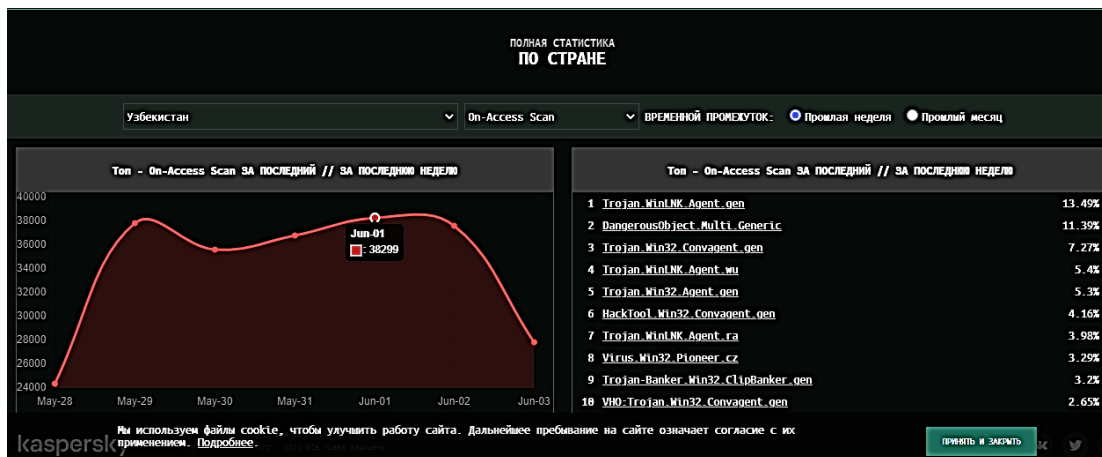 ПОЛНАЯ СТАТИСТИКА
ПО СТРАНЕ
Узбекистан
On-Access Scan
ВРЕМЕННОЙ ПРОМЕЖУТОК:
Прошлая неделя
Прошлый месяц
Топ - On-Access Scan ЗА ПОСЛЕДНИЙ // ЗА ПОСЛЕДНЮЮ НЕДЕЛЮ
40000
38000
36000
34000
32000
30000
28000
26000
24000
Jun-01
: 38299
May-28 May-29 May-30 May-31 Jun-01 Jun-02 Jun-03
Топ - On-Access Scan ЗА ПОСЛЕДНИЙ // ЗА ПОСЛЕДНЮЮ НЕДЕЛЮ
1 Trojan.WinLNK.Agent.gen 13.49%
2 DangerousObject.Multi.Generic 11.39%
3 Trojan.Win32.Convagent.gen 7.27%
4 Trojan.WinLNK.Agent.wu 5.4%
5 Trojan.Win32.Agent.gen 5.3%
6 HackTool.Win32.Convagent.gen 4.16%
7 Trojan.WinLNK.Agent.ra 3.98%
8 Virus.Win32.Pioneer.cz 3.29%
9 Trojan-Banker.Win32.ClipBanker.gen 3.2%
10 VHO:Trojan.Win32.Convagent.gen 2.65%
kaspersky
Мы используем файлы cookie, чтобы улучшить работу сайта. Дальнейшее пребывание на сайте означает согласие с их
применением. Подробнее.
ПРИНЯТЬ И ЗАКРЫТЬ